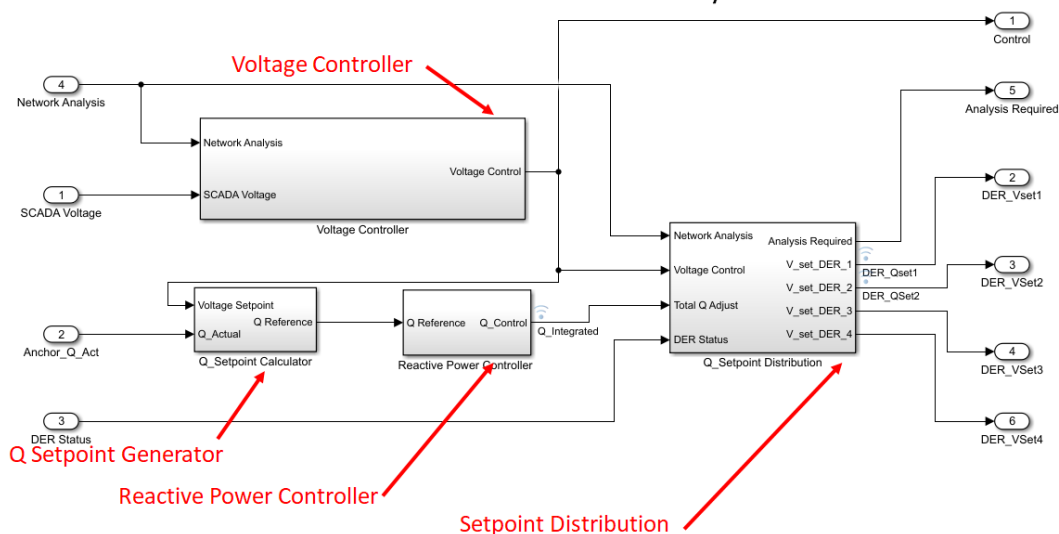 1
Control
Voltage Controller
4
Network Analysis
5
Analysis Required
Network Analysis
Voltage Control
SCADA Voltage
Voltage Controller
1
SCADA Voltage
2
DER_Vset1
Network Analysis
Voltage Control
Total Q Adjust
DER Status
Analysis Required
V_set_DER_1
V_set_DER_2
V_set_DER_3
V_set_DER_4
Q_Setpoint Distribution
DER_Qset1
DER_QSet2
3
DER_VSet2
Voltage Setpoint
Q Reference
Q_Actual
Q_Setpoint Calculator
Q Reference
Q_Control
Reactive Power Controller
Q_Integrated
2
Anchor_Q_Act
4
DER_VSet3
3
DER Status
6
DER_VSet4
Q Setpoint Generator
Reactive Power Controller
Setpoint Distribution